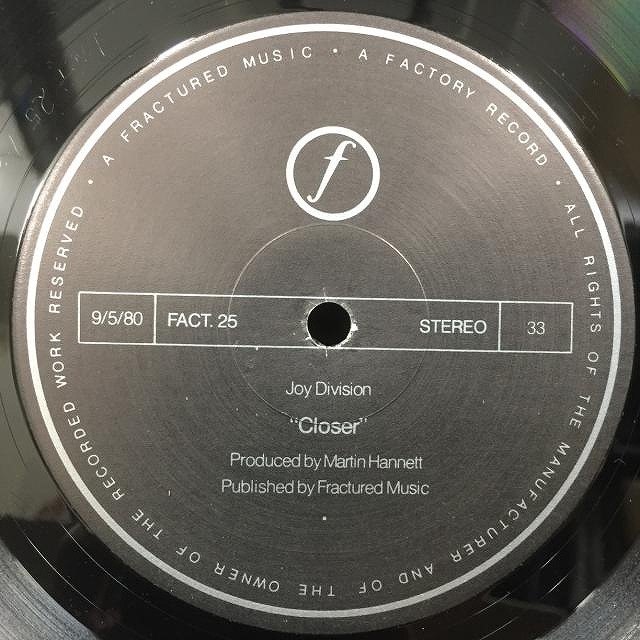 A FRACTURED MUSIC • A FACTORY RECORD • ALL RIGHTS OF THE MANUFACTURER AND OF THE OWNER OF THE RECORDED WORK RESERVED •
f
9/5/80 FACT. 25 STEREO 33
Joy Division
"Closer"
Produced by Martin Hannett
Published by Fractured Music